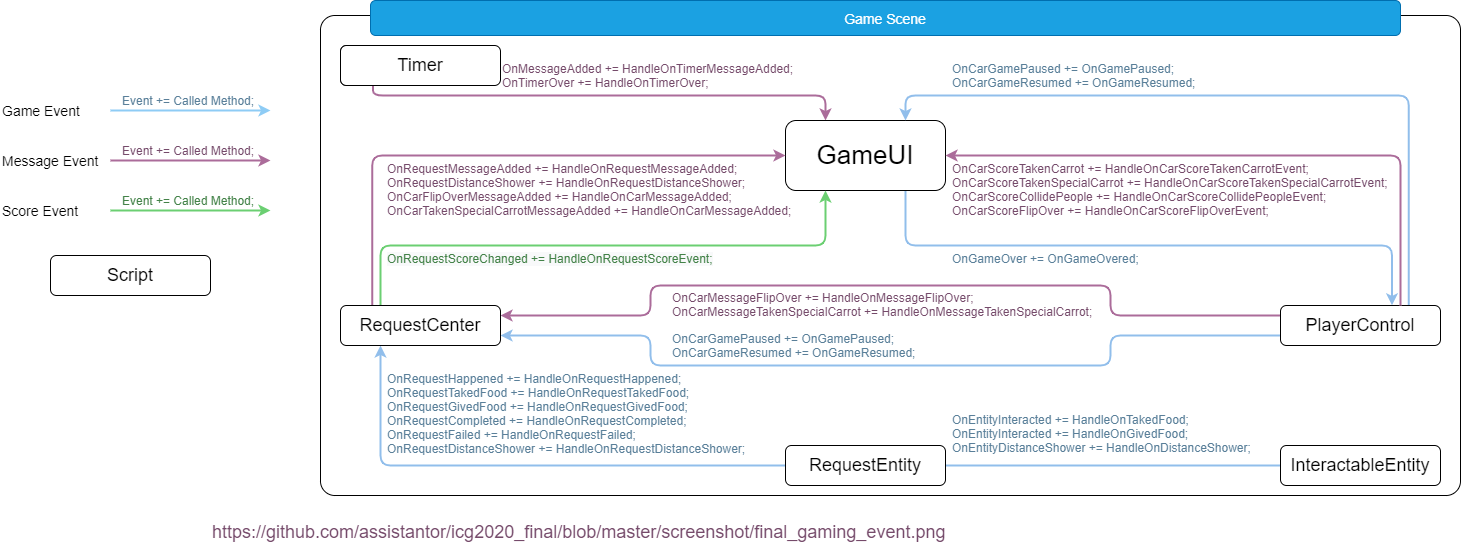 Game Scene
Timer
OnMessageAdded += HandleOnTimerMessageAdded;
OnTimerOver += HandleOnTimerOver;
OnCarGamePaused += OnGamePaused;
OnCarGameResumed += OnGameResumed;
Game Event
Event += Called Method;
Message Event
Event += Called Method;
Score Event
Event += Called Method;
Script
GameUI
OnRequestMessageAdded += HandleOnRequestMessageAdded;
OnRequestDistanceShower += HandleOnRequestDistanceShower;
OnCarFlipOverMessageAdded += HandleOnCarMessageAdded;
OnCarTakenSpecialCarrotMessageAdded += HandleOnCarMessageAdded;
OnCarScoreTakenCarrot += HandleOnCarScoreTakenCarrotEvent;
OnCarScoreTakenSpecialCarrot += HandleOnCarScoreTakenSpecialCarrotEvent;
OnCarScoreCollidePeople += HandleOnCarScoreCollidePeopleEvent;
OnCarScoreFlipOver += HandleOnCarScoreFlipOverEvent;
OnRequestScoreChanged += HandleOnRequestScoreEvent;
OnGameOver += OnGameOvered;
RequestCenter
OnCarMessageFlipOver += HandleOnMessageFlipOver;
OnCarMessageTakenSpecialCarrot += HandleOnMessageTakenSpecialCarrot;
OnCarGamePaused += OnGamePaused;
OnCarGameResumed += OnGameResumed;
PlayerControl
OnRequestHappened += HandleOnRequestHappened;
OnRequestTakedFood += HandleOnRequestTakedFood;
OnRequestGivedFood += HandleOnRequestGivedFood;
OnRequestCompleted += HandleOnRequestCompleted;
OnRequestFailed += HandleOnRequestFailed;
OnRequestDistanceShower += HandleOnRequestDistanceShower;
OnEntityInteracted += HandleOnTakedFood;
OnEntityInteracted += HandleOnGivedFood;
OnEntityDistanceShower += HandleOnDistanceShower;
RequestEntity
InteractableEntity
https://github.com/assistantor/icg2020_final/blob/master/screenshot/final_gaming_event.png